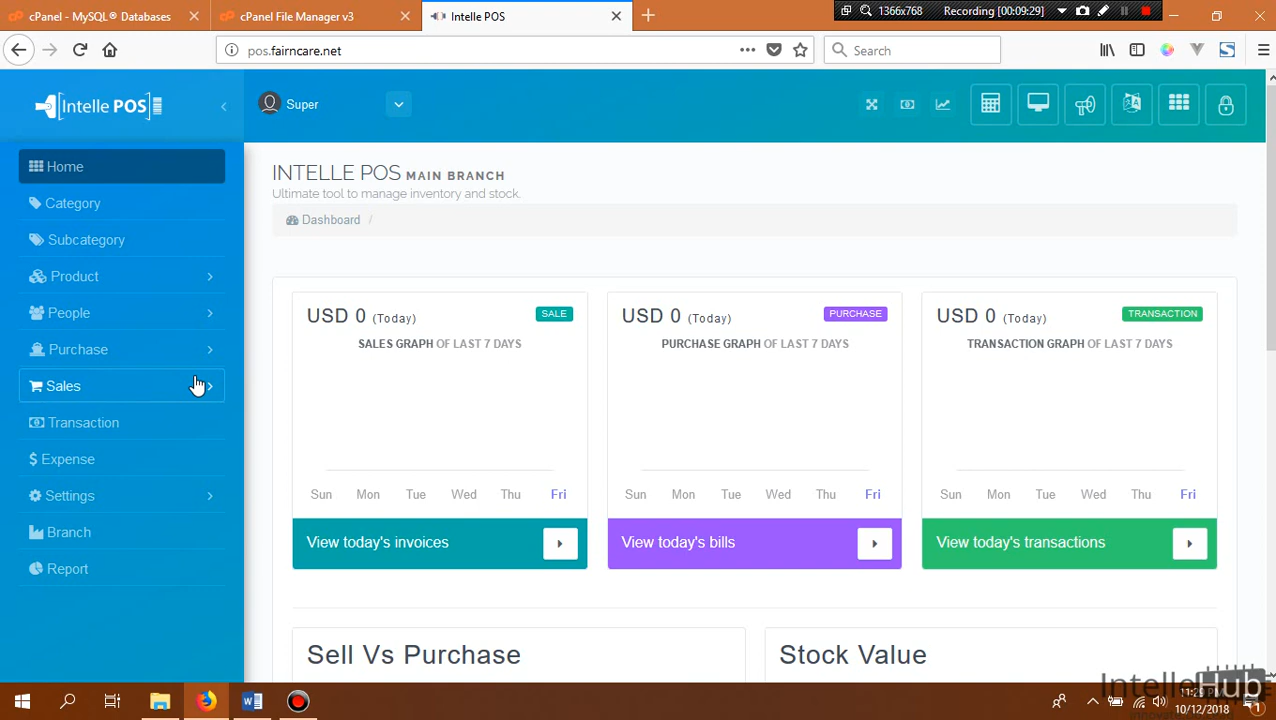 cPanel - MySQL® Databases
cPanel File Manager v3
Intelle POS
1366x768
Recording [00:09:29]
pos.fairncare.net
Search
Intelle POS
Super
Home
Category
Subcategory
Product
People
Purchase
Sales
Transaction
Expense
Settings
Branch
Report
INTELLE POS MAIN BRANCH
Ultimate tool to manage inventory and stock.
Dashboard /
USD 0 (Today) SALE
SALES GRAPH OF LAST 7 DAYS
Sun Mon Tue Wed Thu Fri
View today's invoices
USD 0 (Today) PURCHASE
PURCHASE GRAPH OF LAST 7 DAYS
Sun Mon Tue Wed Thu Fri
View today's bills
USD 0 (Today) TRANSACTION
TRANSACTION GRAPH OF LAST 7 DAYS
Sun Mon Tue Wed Thu Fri
View today's transactions
Sell Vs Purchase
Stock Value
IntelleHub
11:29 PM
10/12/2018